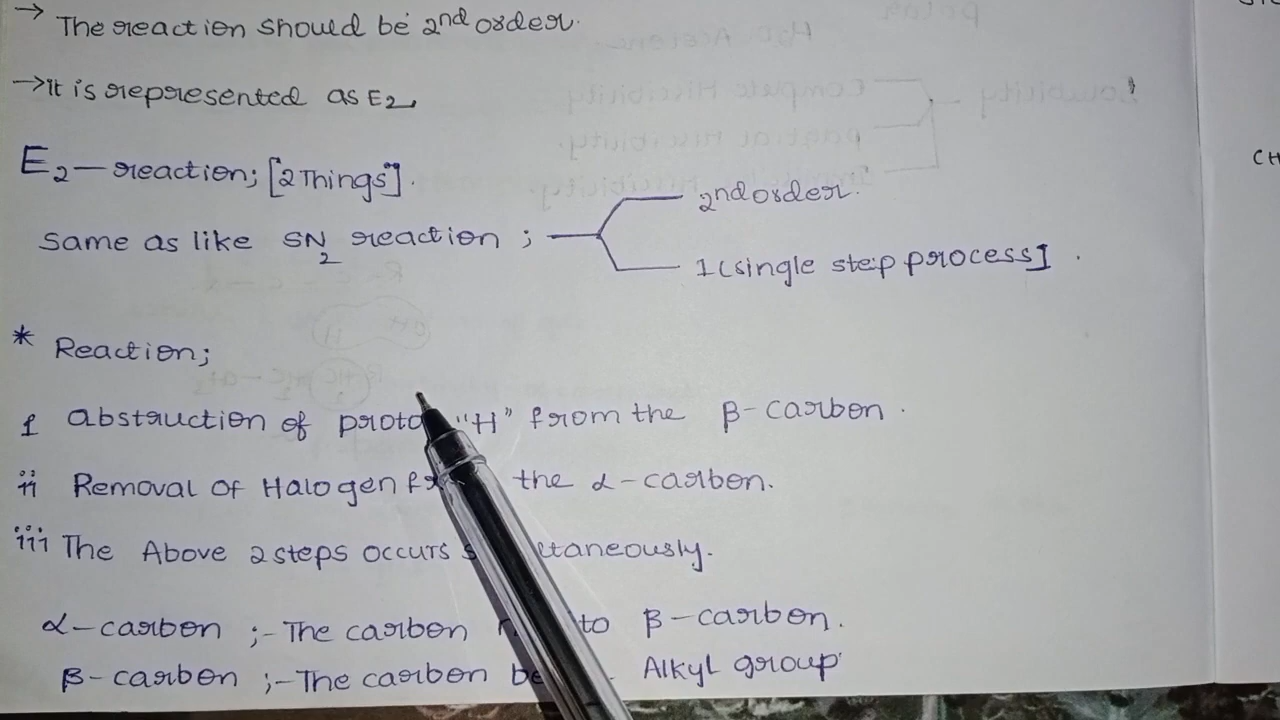 → The reaction should be 2nd order.
→ it is represented as E2,
E2 — reaction; ["2 Things"].
same as like SN2 reaction ; — 2nd order.
1 (single step process] .
* Reaction;
i abstruction of "H" from the β-carbon .
ii Removal of Halogen the α-carbon.
iii The Above 2 steps occurs
α-carbon ;- The carbon to β-carbon.
β-carbon ;- The carbon Alkyl group
CH